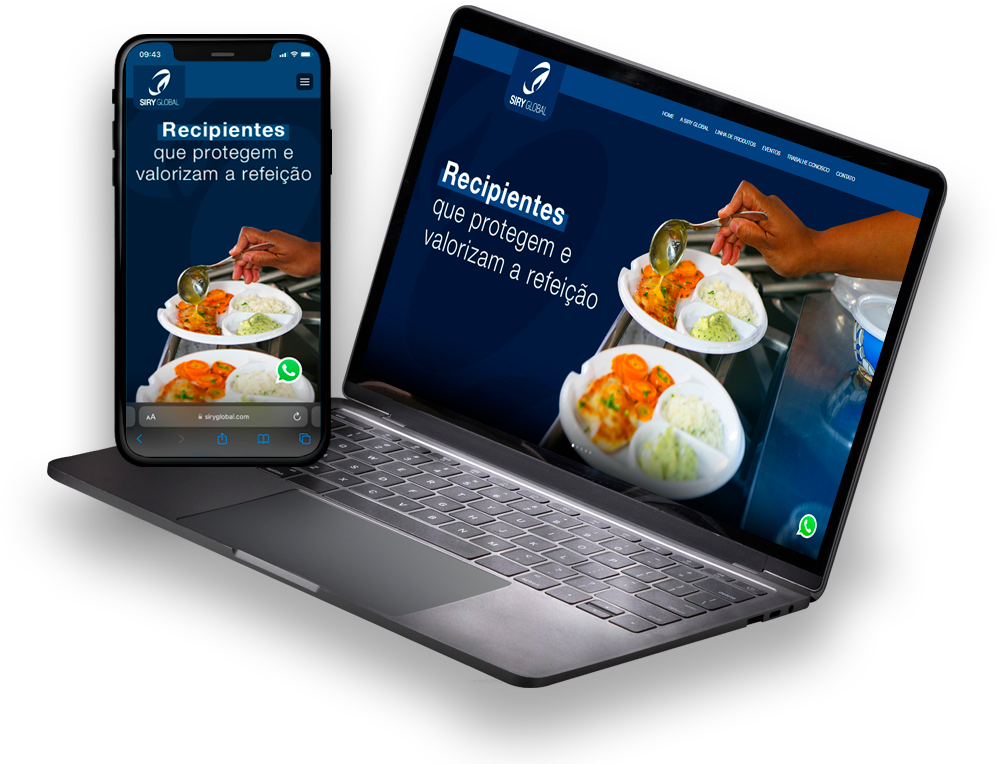 09:43
SIRY GLOBAL
Recipientes
que protegem e
valorizam a refeição
AA
siryglobal.com
SIRY GLOBAL
HOME A SIRY GLOBAL LINHA DE PRODUTOS EVENTOS TRABALHE CONOSCO CONTATO
Recipientes
que protegem e
valorizam a refeição